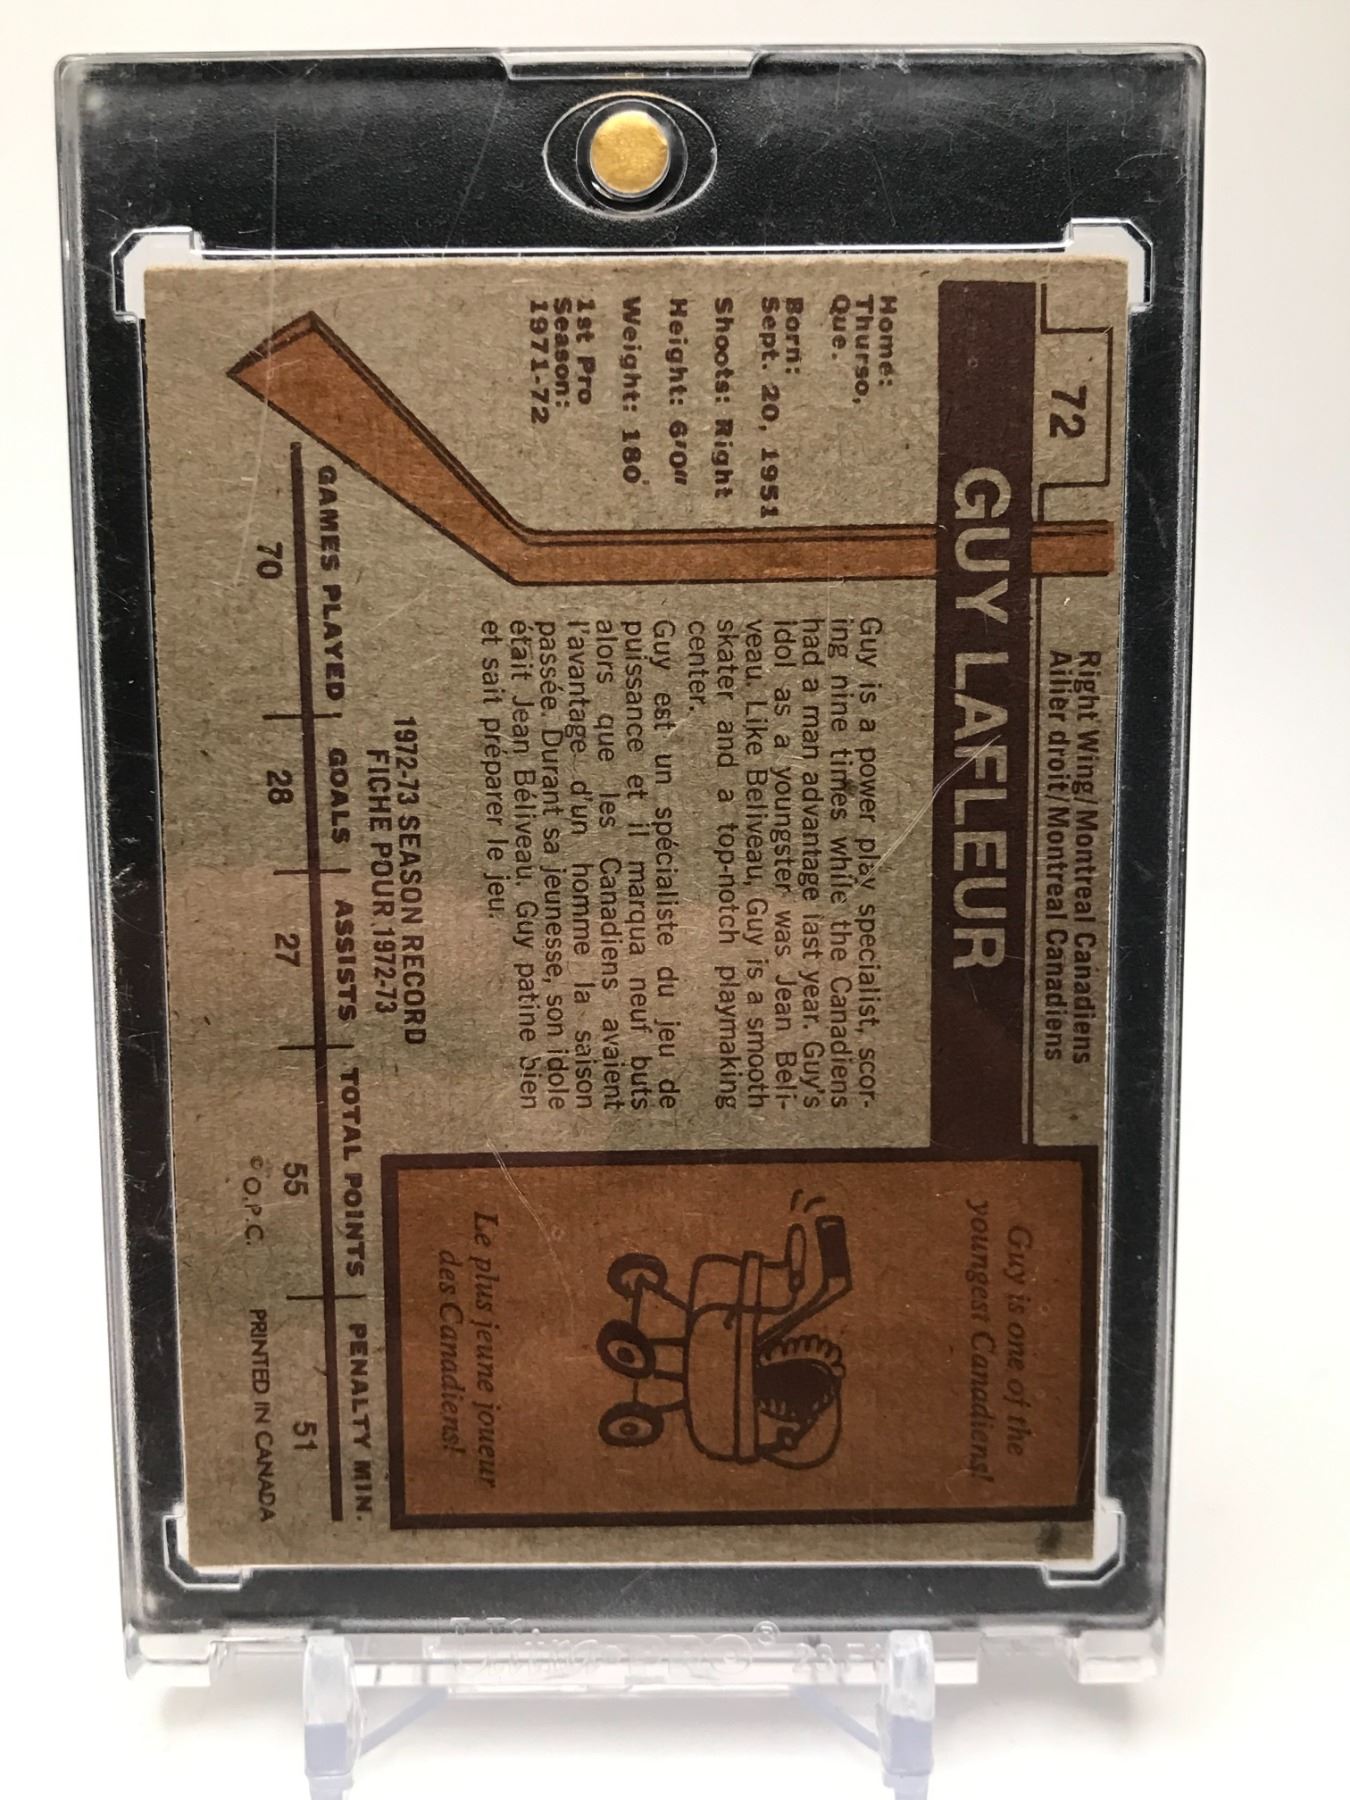 72
Right Wing/Montreal Canadiens
Ailier droit/Montreal Canadiens
GUY LAFLEUR
Home:
Thurso,
Que.
Born:
Sept. 20, 1951
Shoots: Right
Height: 6'0"
Weight: 180
1st Pro
Season:
1971-72
Guy is a power play specialist, scor-
ing nine times while the Canadiens
had a man advantage last year. Guy's
idol as a youngster was Jean Beli-
veau. Like Beliveau, Guy is a smooth
skater and a top-notch playmaking
center.
Guy est un spécialiste du jeu de
puissance et il marqua neuf buts
alors que les Canadiens avaient
l'avantage d'un homme la saison
passée. Durant sa jeunesse, son idole
était Jean Béliveau. Guy patine bien
et sait préparer le jeu.
Guy is one of the
youngest Canadiens!
Le plus jeune joueur
des Canadiens!
1972-73 SEASON RECORD
FICHE POUR 1972-73
GAMES PLAYED GOALS ASSISTS TOTAL POINTS PENALTY MIN.
70 28 27 55 51
© O.P.C. PRINTED IN CANADA